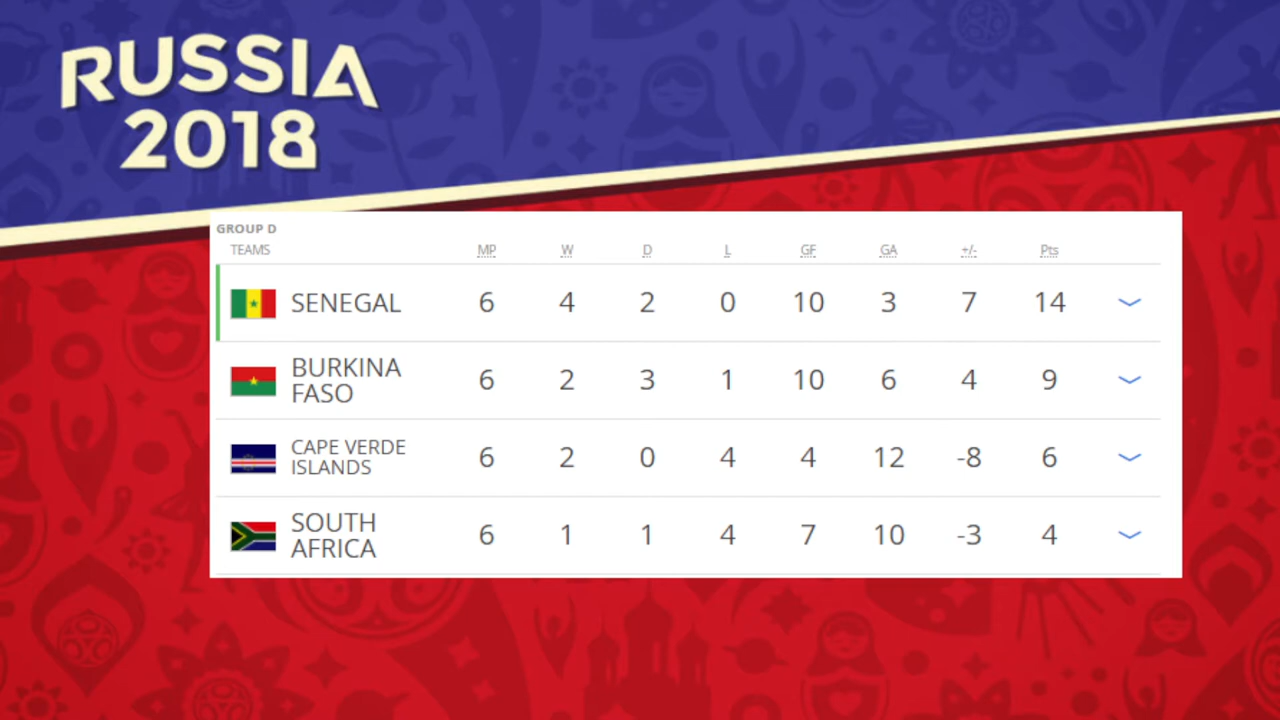 RUSSIA
2018
GROUP D
TEAMS MP W D L GF GA +/- Pts
SENEGAL 6 4 2 0 10 3 7 14
BURKINA
FASO 6 2 3 1 10 6 4 9
CAPE VERDE
ISLANDS 6 2 0 4 4 12 -8 6
SOUTH
AFRICA 6 1 1 4 7 10 -3 4